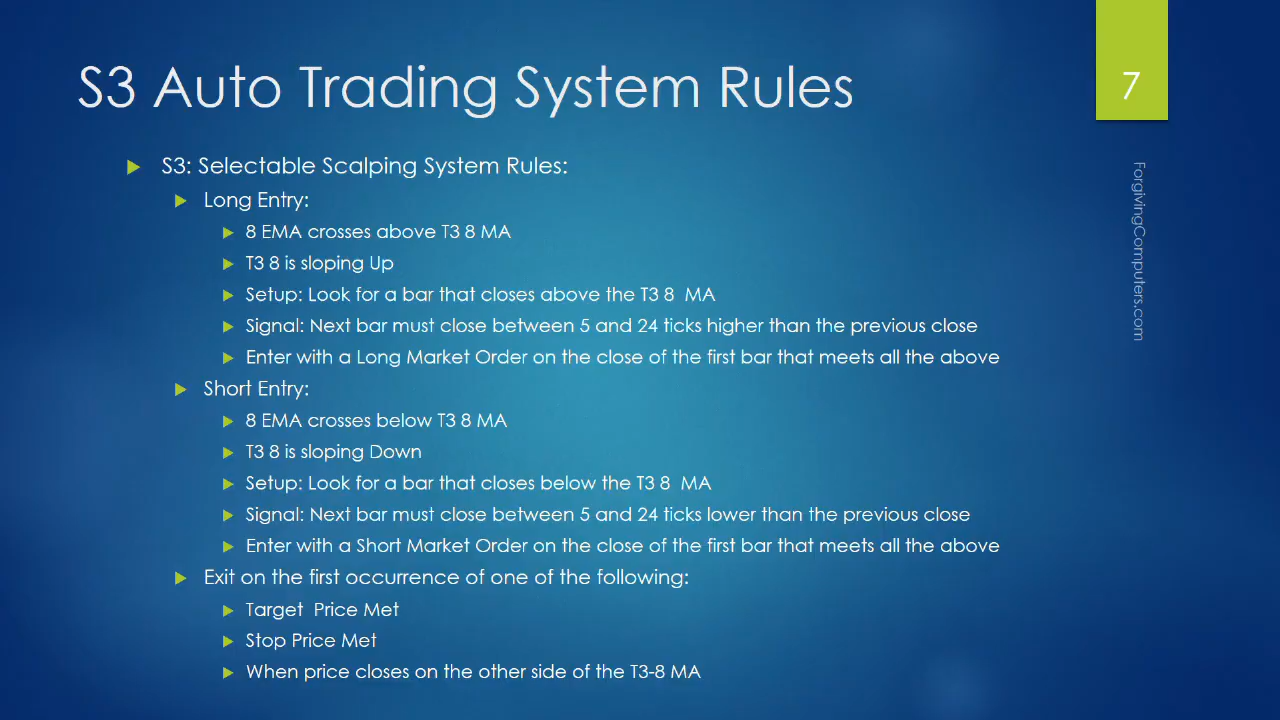 S3 Auto Trading System Rules
7
S3: Selectable Scalping System Rules:
Long Entry:
8 EMA crosses above T3 8 MA
T3 8 is sloping Up
Setup: Look for a bar that closes above the T3 8  MA
Signal: Next bar must close between 5 and 24 ticks higher than the previous close
Enter with a Long Market Order on the close of the first bar that meets all the above
Short Entry:
8 EMA crosses below T3 8 MA
T3 8 is sloping Down
Setup: Look for a bar that closes below the T3 8  MA
Signal: Next bar must close between 5 and 24 ticks lower than the previous close
Enter with a Short Market Order on the close of the first bar that meets all the above
Exit on the first occurrence of one of the following:
Target  Price Met
Stop Price Met
When price closes on the other side of the T3-8 MA
ForgivingComputers.com